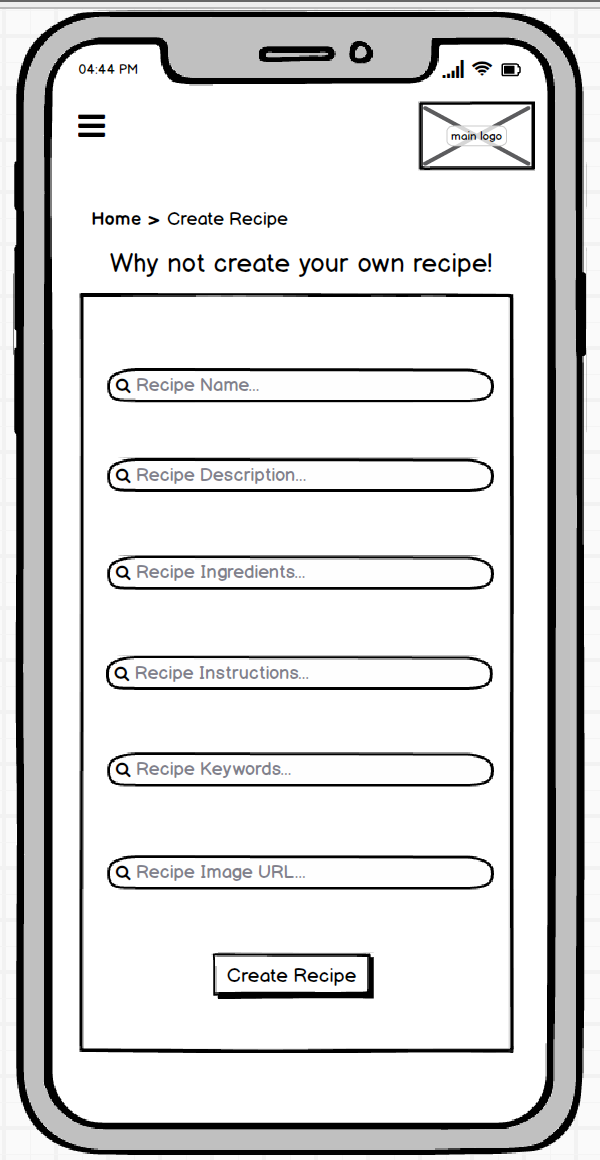 04:44 PM
main logo
Home > Create Recipe
Why not create your own recipe!
Recipe Name...
Recipe Description...
Recipe Ingredients...
Recipe Instructions...
Recipe Keywords...
Recipe Image URL...
Create Recipe